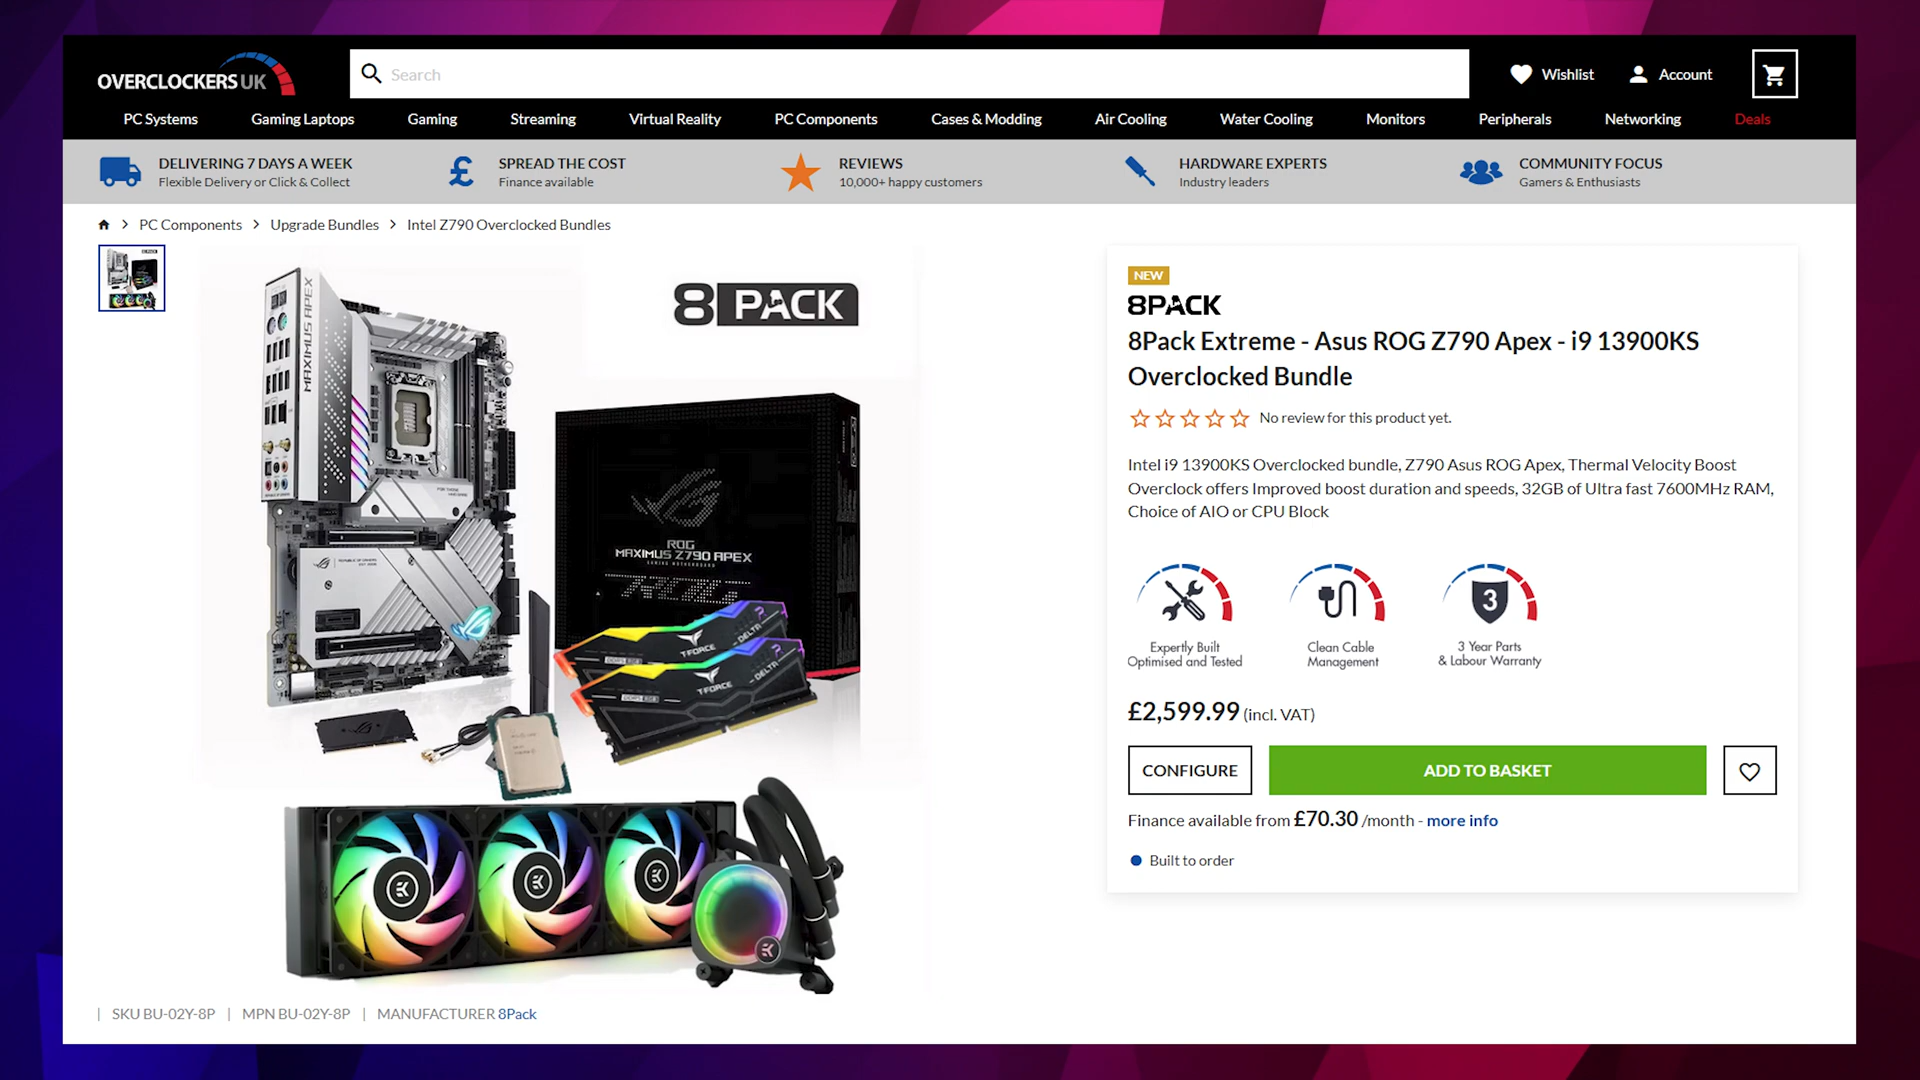 OVERCLOCKERS UK
Search
Wishlist
Account
PC Systems
Gaming Laptops
Gaming
Streaming
Virtual Reality
PC Components
Cases & Modding
Air Cooling
Water Cooling
Monitors
Peripherals
Networking
Deals
DELIVERING 7 DAYS A WEEK
Flexible Delivery or Click & Collect
SPREAD THE COST
Finance available
REVIEWS
10,000+ happy customers
HARDWARE EXPERTS
Industry leaders
COMMUNITY FOCUS
Gamers & Enthusiasts
PC Components > Upgrade Bundles > Intel Z790 Overclocked Bundles
MAXIMUS APEX
8PACK
ROG
MAXIMUS Z790 APEX
GAMING MOTHERBOARD
T-FORCE
DELTA
T-FORCE
DELTA
NEW
8PACK
8Pack Extreme - Asus ROG Z790 Apex - i9 13900KS
Overclocked Bundle
No review for this product yet.
Intel i9 13900KS Overclocked bundle, Z790 Asus ROG Apex, Thermal Velocity Boost
Overclock offers Improved boost duration and speeds, 32GB of Ultra fast 7600MHz RAM,
Choice of AIO or CPU Block
Expertly Built
Optimised and Tested
Clean Cable
Management
3
3 Year Parts
& Labour Warranty
£2,599.99 (incl. VAT)
CONFIGURE
ADD TO BASKET
Finance available from £70.30 /month - more info
Built to order
| SKU BU-02Y-8P | MPN BU-02Y-8P | MANUFACTURER 8Pack